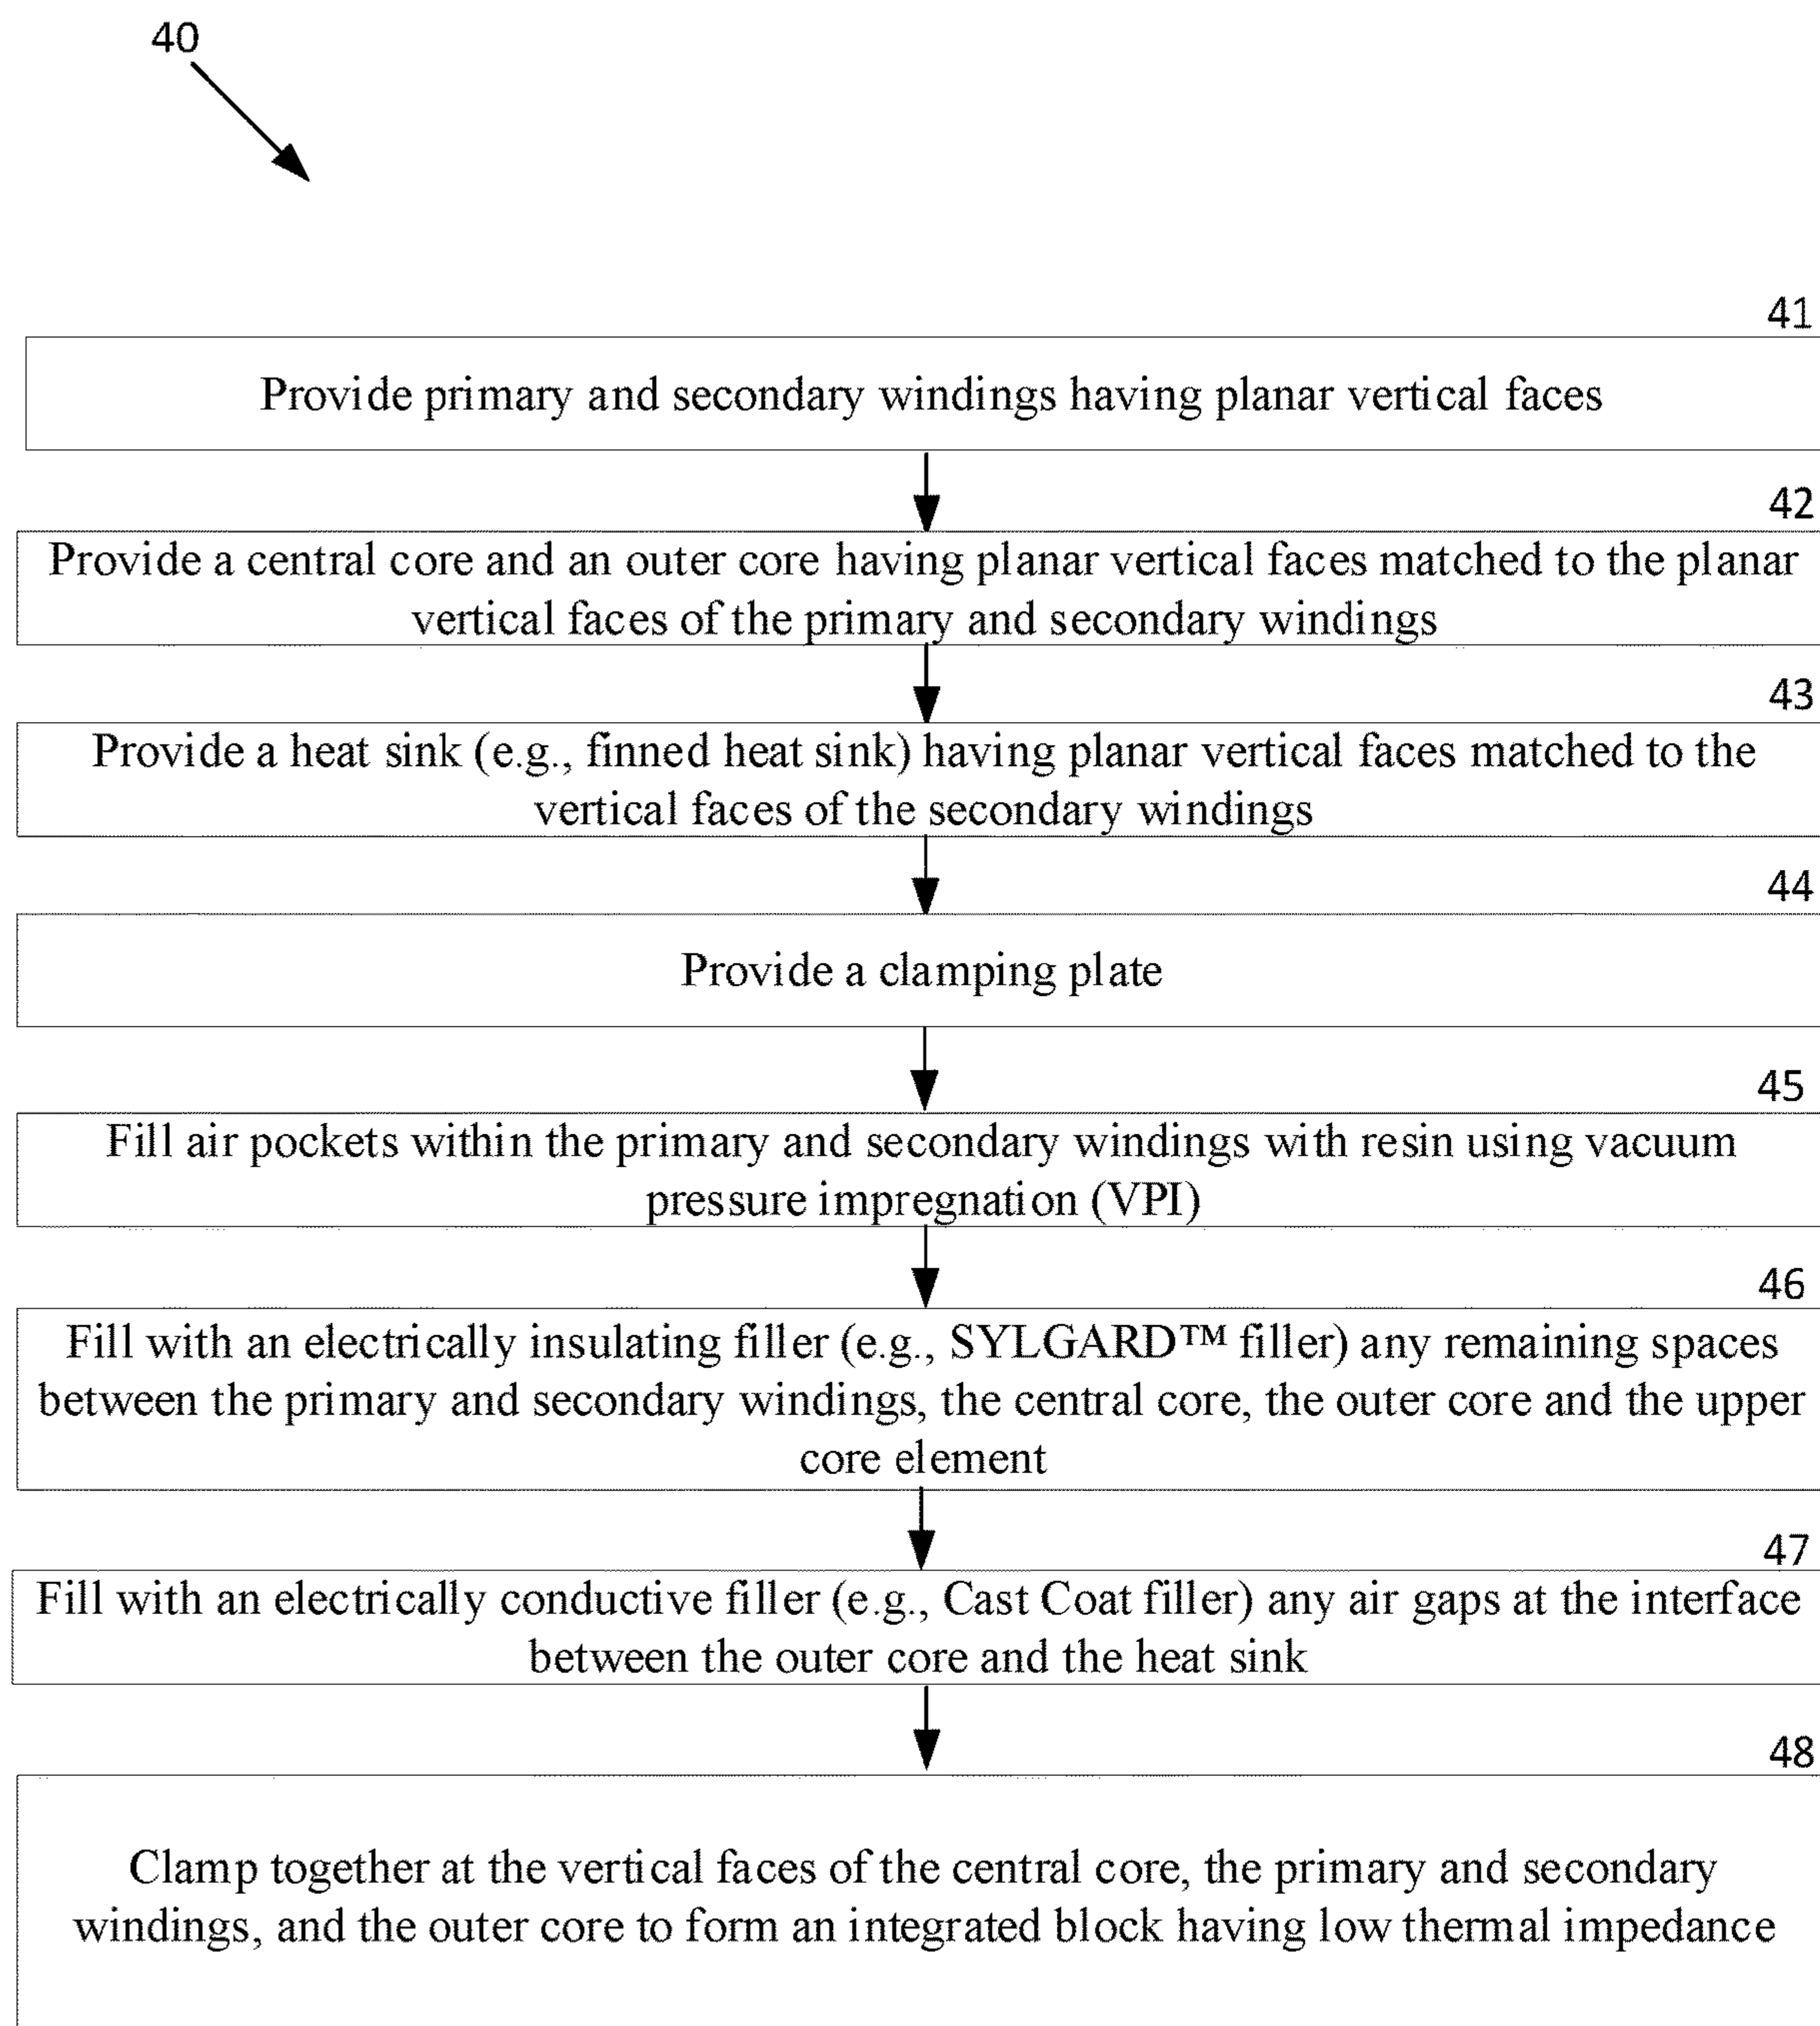 40
41
Provide primary and secondary windings having planar vertical faces
42
Provide a central core and an outer core having planar vertical faces matched to the planar
vertical faces of the primary and secondary windings
43
Provide a heat sink (e.g., finned heat sink) having planar vertical faces matched to the
vertical faces of the secondary windings
44
Provide a clamping plate
45
Fill air pockets within the primary and secondary windings with resin using vacuum
pressure impregnation (VPI)
46
Fill with an electrically insulating filler (e.g., SYLGARD™ filler) any remaining spaces
between the primary and secondary windings, the central core, the outer core and the upper
core element
47
Fill with an electrically conductive filler (e.g., Cast Coat filler) any air gaps at the interface
between the outer core and the heat sink
48
Clamp together at the vertical faces of the central core, the primary and secondary
windings, and the outer core to form an integrated block having low thermal impedance